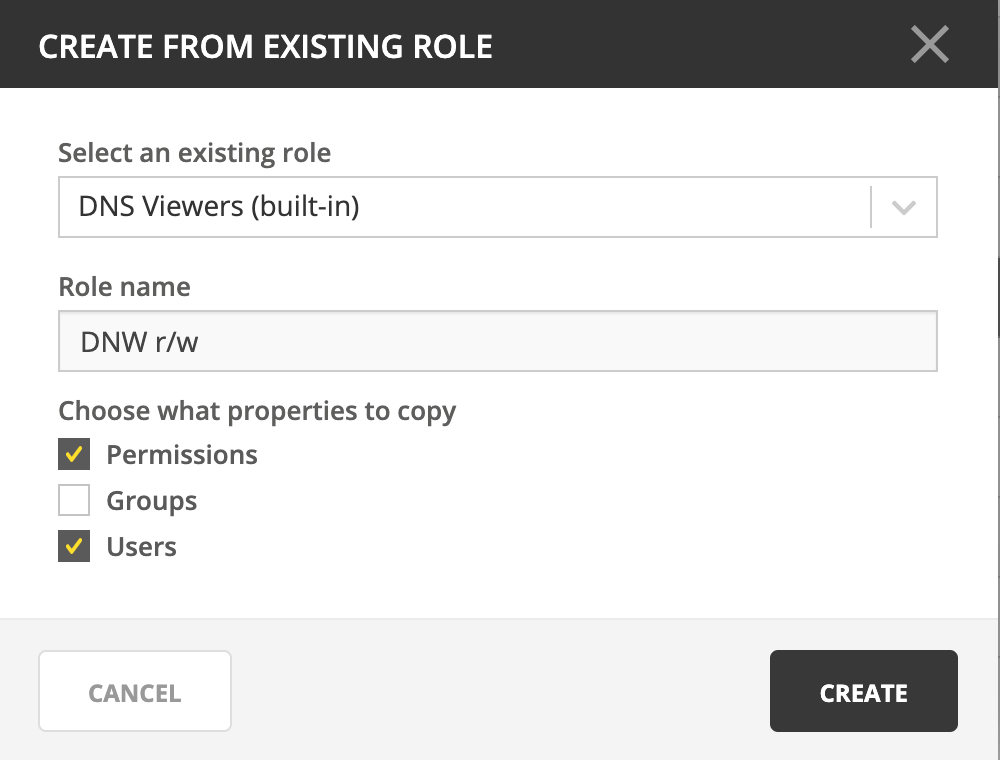 CREATE FROM EXISTING ROLE
Select an existing role
DNS Viewers (built-in)
Role name
DNW r/w
Choose what properties to copy
Permissions
Groups
Users
CANCEL
CREATE